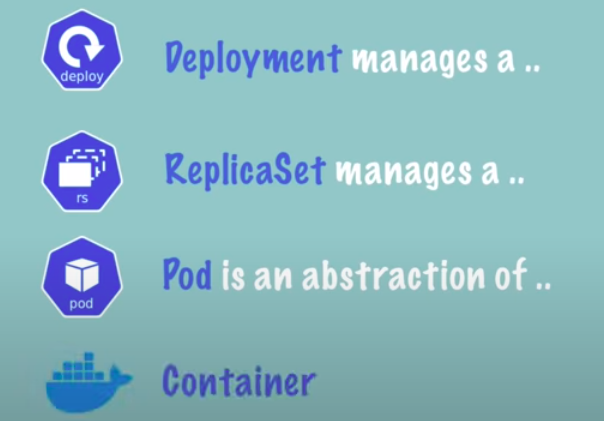 deploy
Deployment manages a ..
rs
ReplicaSet manages a ..
pod
Pod is an abstraction of ..
Container